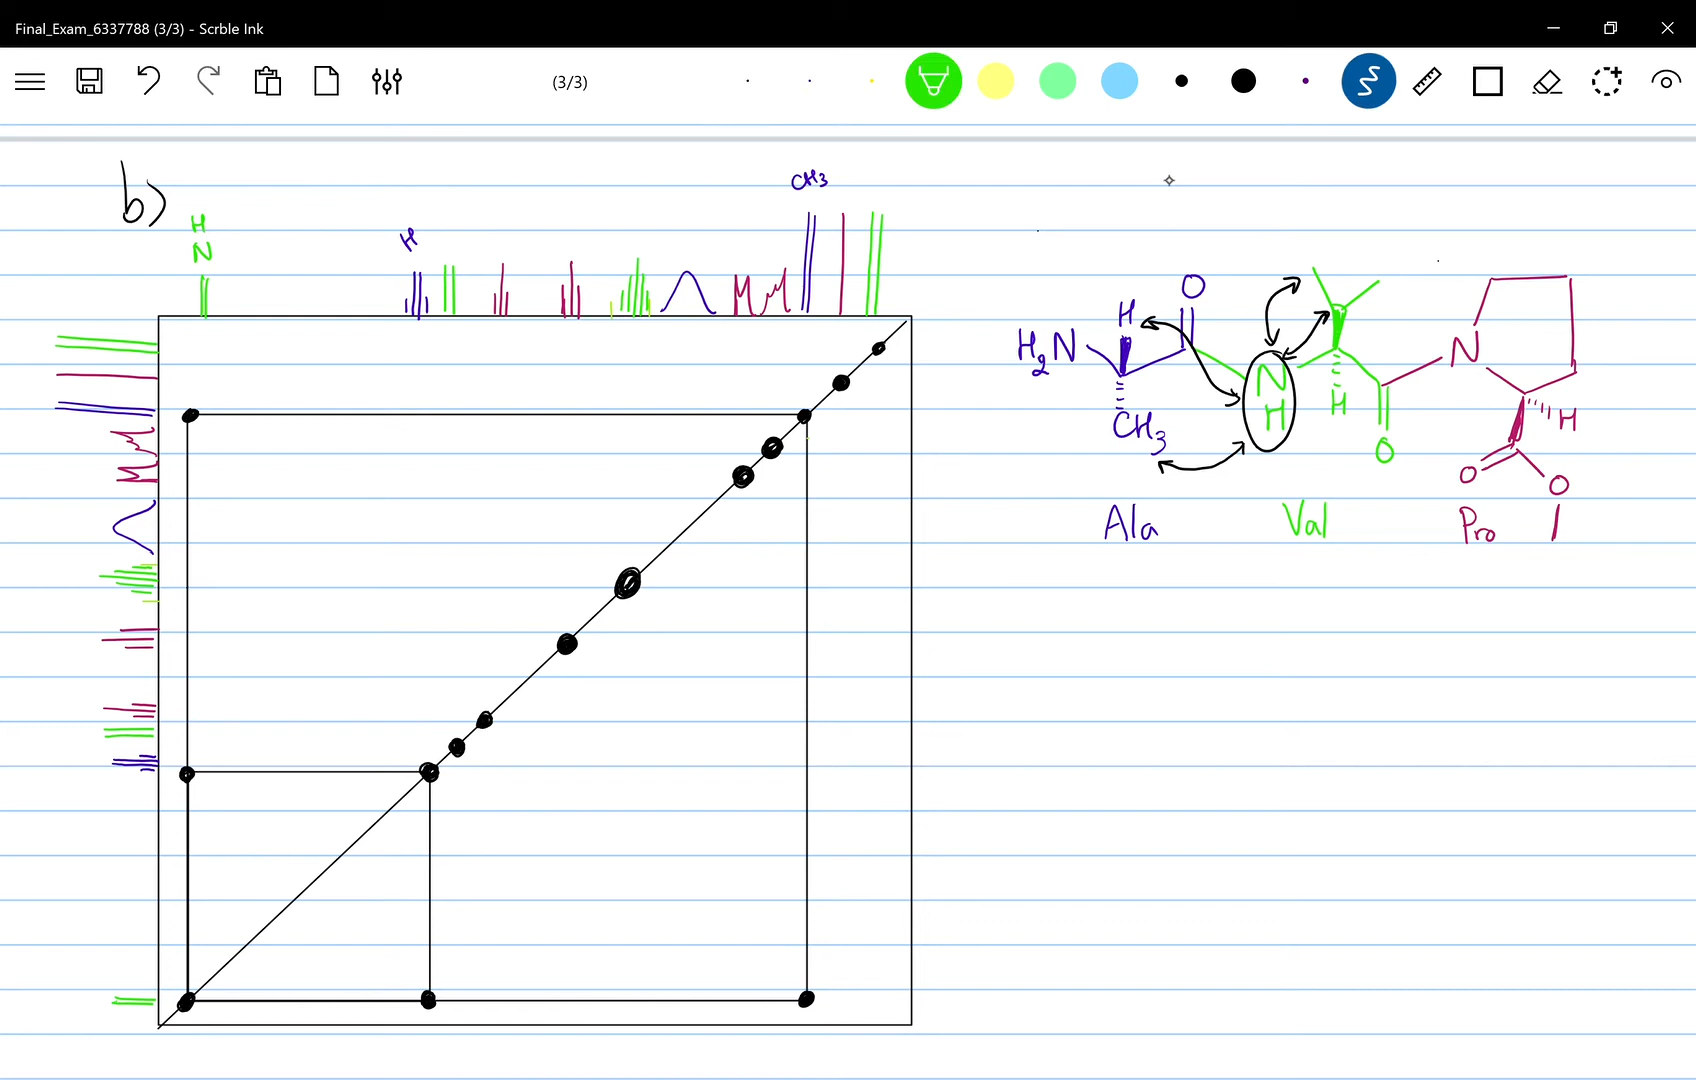 Final_Exam_6337788 (3/3) - Scrble Ink
(3/3)
b)
CH3
H
N
H
O
H
H2N
CH3
N
H
H
O
N
H
O
O
Ala
Val
Pro